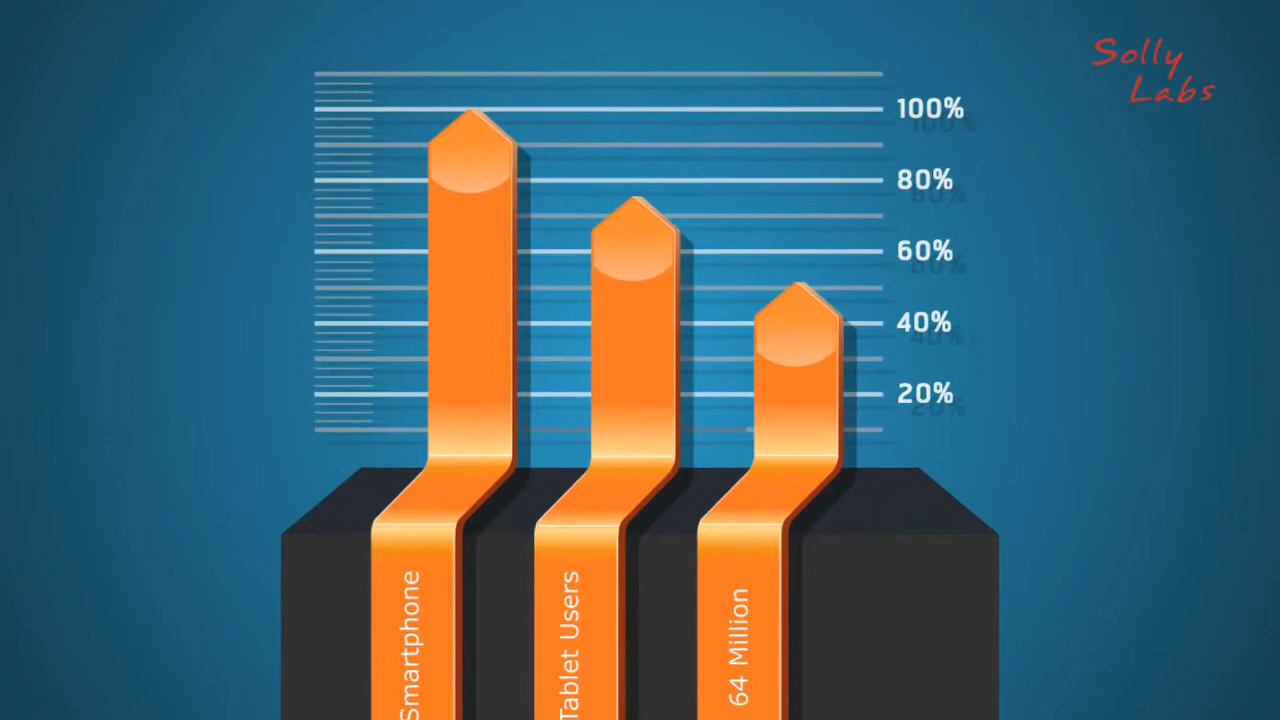 Solly
Labs
100%
80%
60%
40%
20%
Smartphone
Tablet Users
64 Million